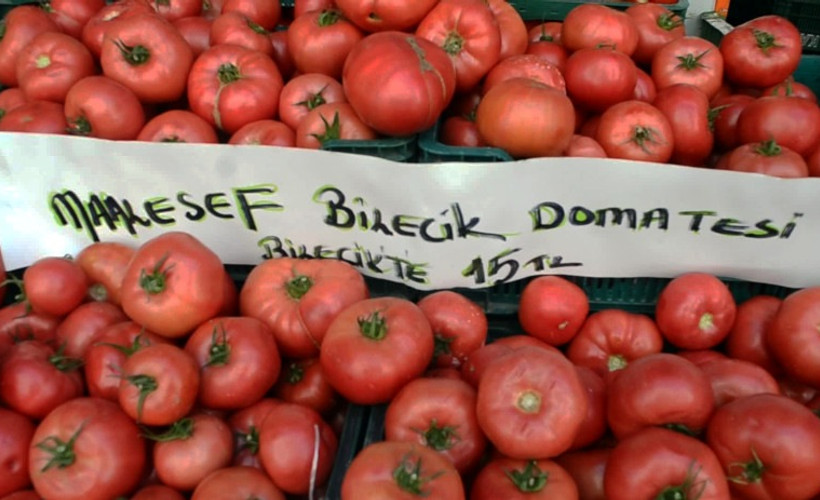 MAALESEF BİLECİK DOMATESİ
BİLECİKTE 15 TL